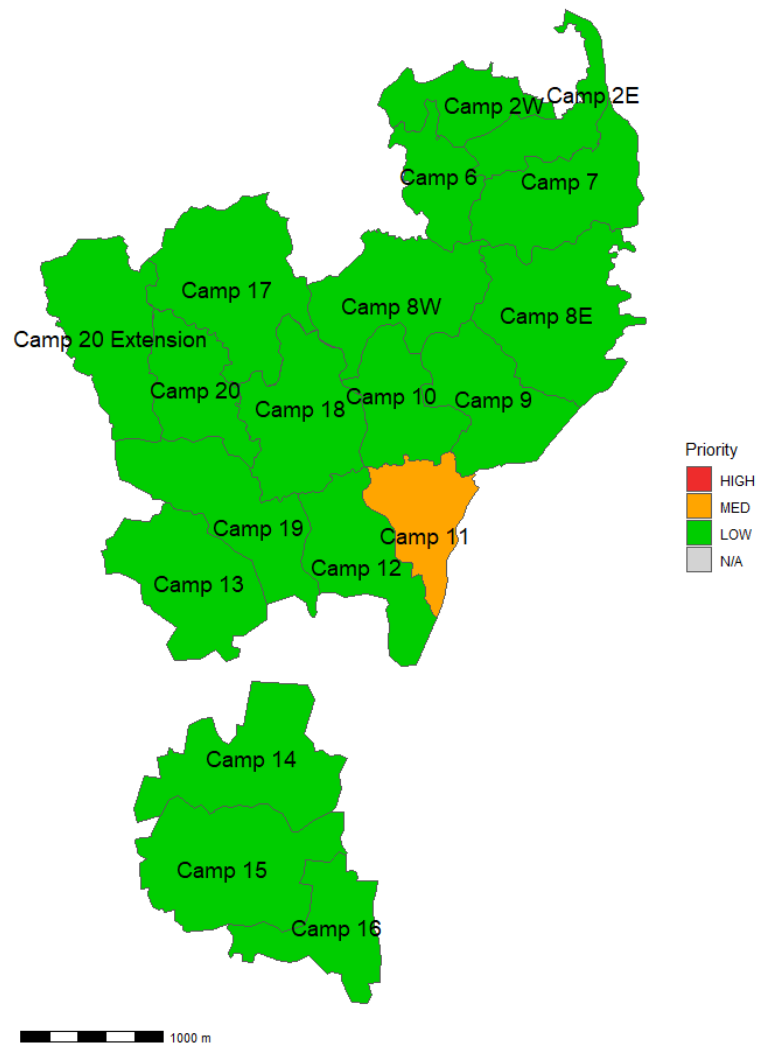 Camp 2E
Camp 2W
Camp 6
Camp 7
Camp 17
Camp 8W
Camp 8E
Camp 20 Extension
Camp 20
Camp 10
Camp 9
Camp 18
Camp 19
Camp 11
Camp 12
Camp 13
Camp 14
Camp 15
Camp 16
Priority
HIGH
MED
LOW
N/A
1000 m